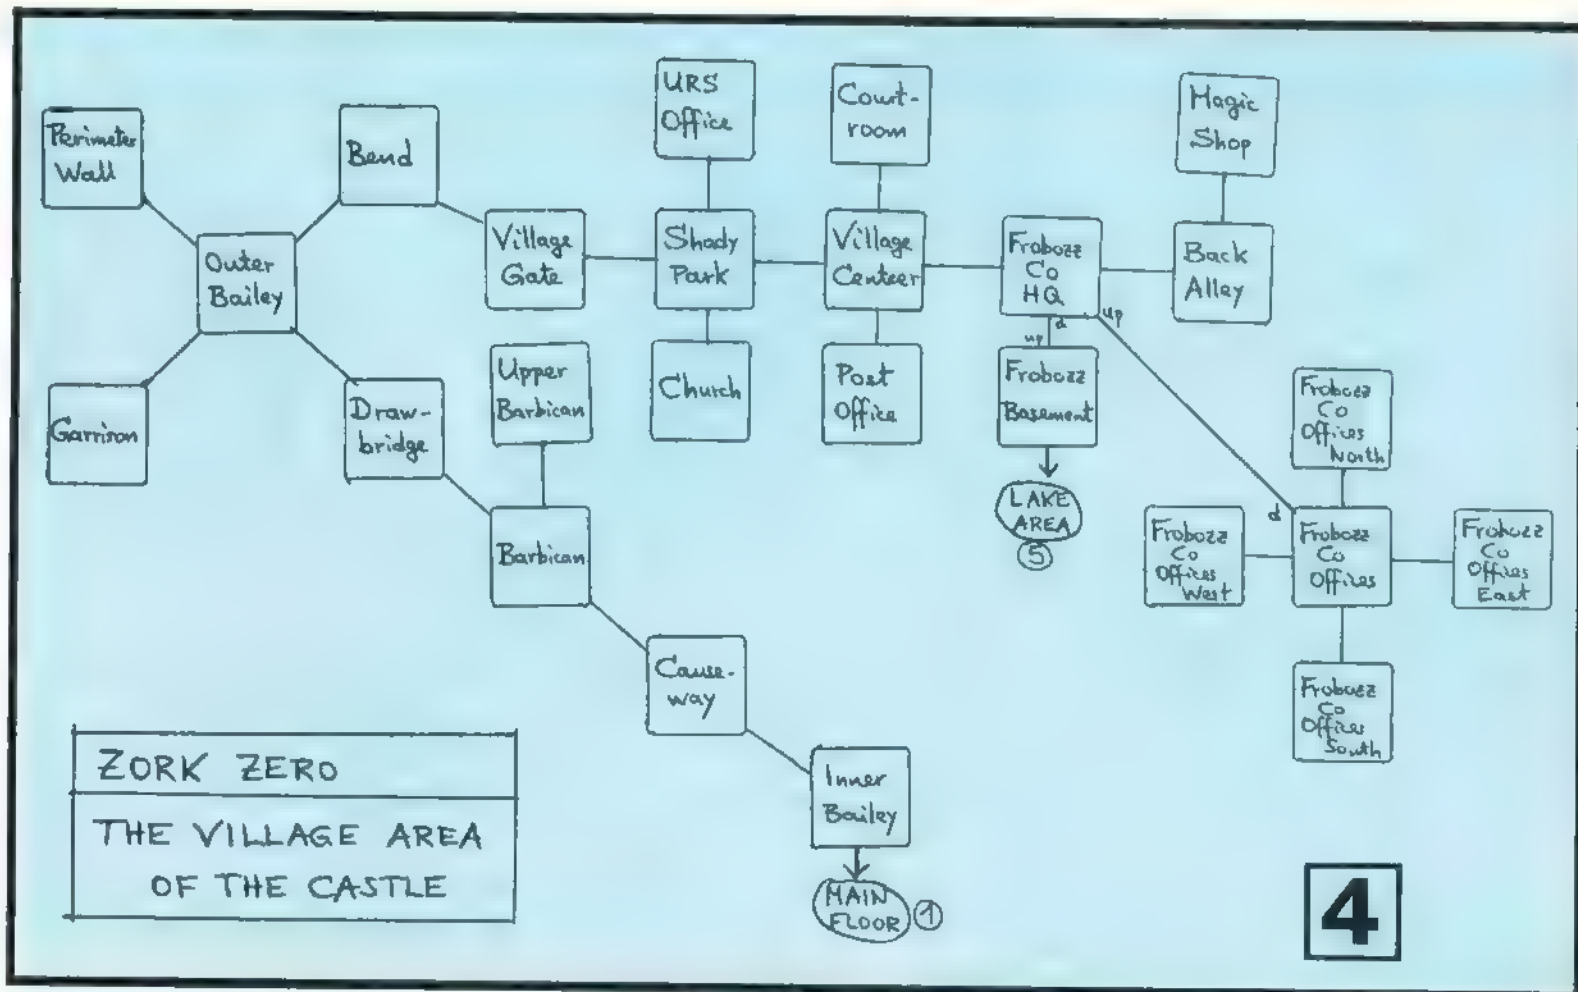 Perimeter
Wall
Bend
URS
Office
Court-
room
Magic
Shop
Outer
Bailey
Village
Gate
Shady
Park
Village
Centeer
Frobozz
Co
HQ
Back
Alley
d
up
up
Garrison
Draw-
bridge
Upper
Barbican
Church
Post
Office
Frobozz
Basement
Frobozz
Co
Offices
North
LAKE
AREA
5
Barbican
d
Frobozz
Co
Offices
West
Frobozz
Co
Offices
Frobozz
Co
Offices
East
Cause-
way
Frobozz
Co
Offices
South
Inner
Bailey
MAIN
FLOOR
1
ZORK ZERO
THE VILLAGE AREA
OF THE CASTLE
4